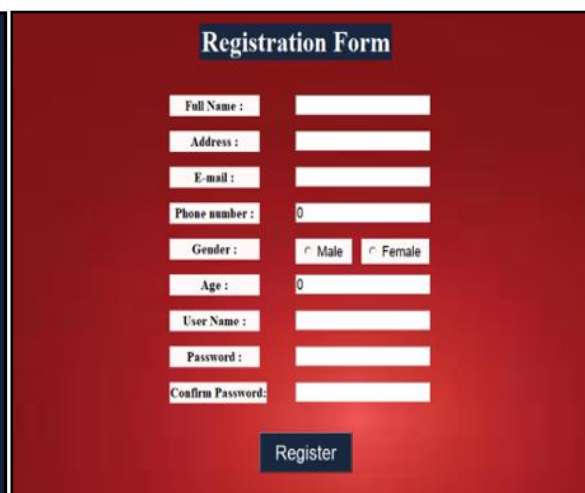 Registration Form
Full Name :
Address :
E-mail :
Phone number : 0
Gender : Male Female
Age : 0
User Name :
Password :
Confirm Password:
Register